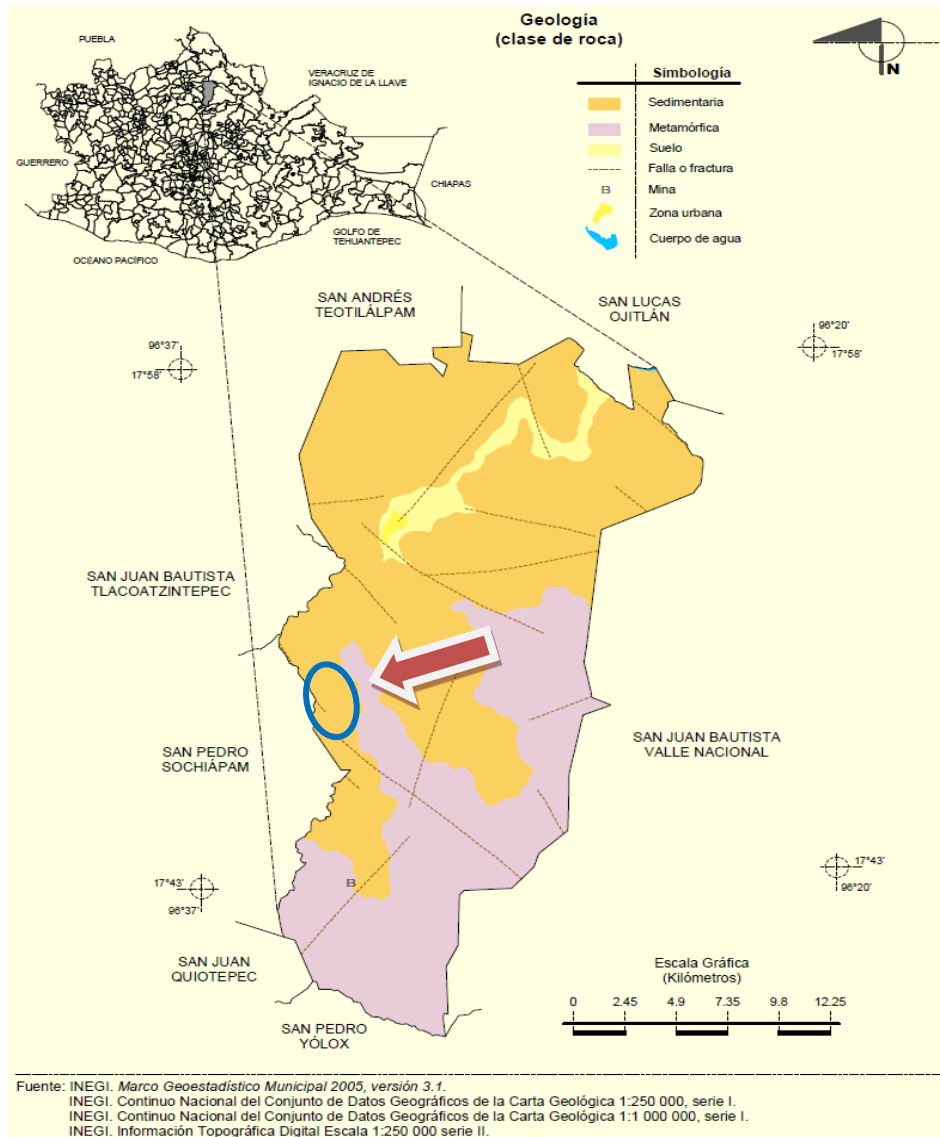 Geología
(clase de roca)
N
PUEBLA
VERACRUZ DE
IGNACIO DE LA LLAVE
GUERRERO
CHIAPAS
GOLFO DE
TEHUANTEPEC
OCÉANO PACÍFICO
Simbología
Sedimentaria
Metamórfica
Suelo
Falla o fractura
B Mina
Zona urbana
Cuerpo de agua
SAN ANDRÉS
TEOTILÁLPAM
SAN LUCAS
OJITLÁN
96°37'
17°58'
96°20'
17°58'
SAN JUAN BAUTISTA
TLACOATZINTEPEC
SAN PEDRO
SOCHIÁPAM
SAN JUAN BAUTISTA
VALLE NACIONAL
B
17°43'
96°37'
17°43'
96°20'
SAN JUAN
QUIOTEPEC
SAN PEDRO
YÓLOX
Escala Gráfica
(Kilómetros)
0 2.45 4.9 7.35 9.8 12.25
Fuente: INEGI. Marco Geoestadístico Municipal 2005, versión 3.1.
INEGI. Continuo Nacional del Conjunto de Datos Geográficos de la Carta Geológica 1:250 000, serie I.
INEGI. Continuo Nacional del Conjunto de Datos Geográficos de la Carta Geológica 1:1 000 000, serie I.
INEGI. Información Topográfica Digital Escala 1:250 000 serie II.